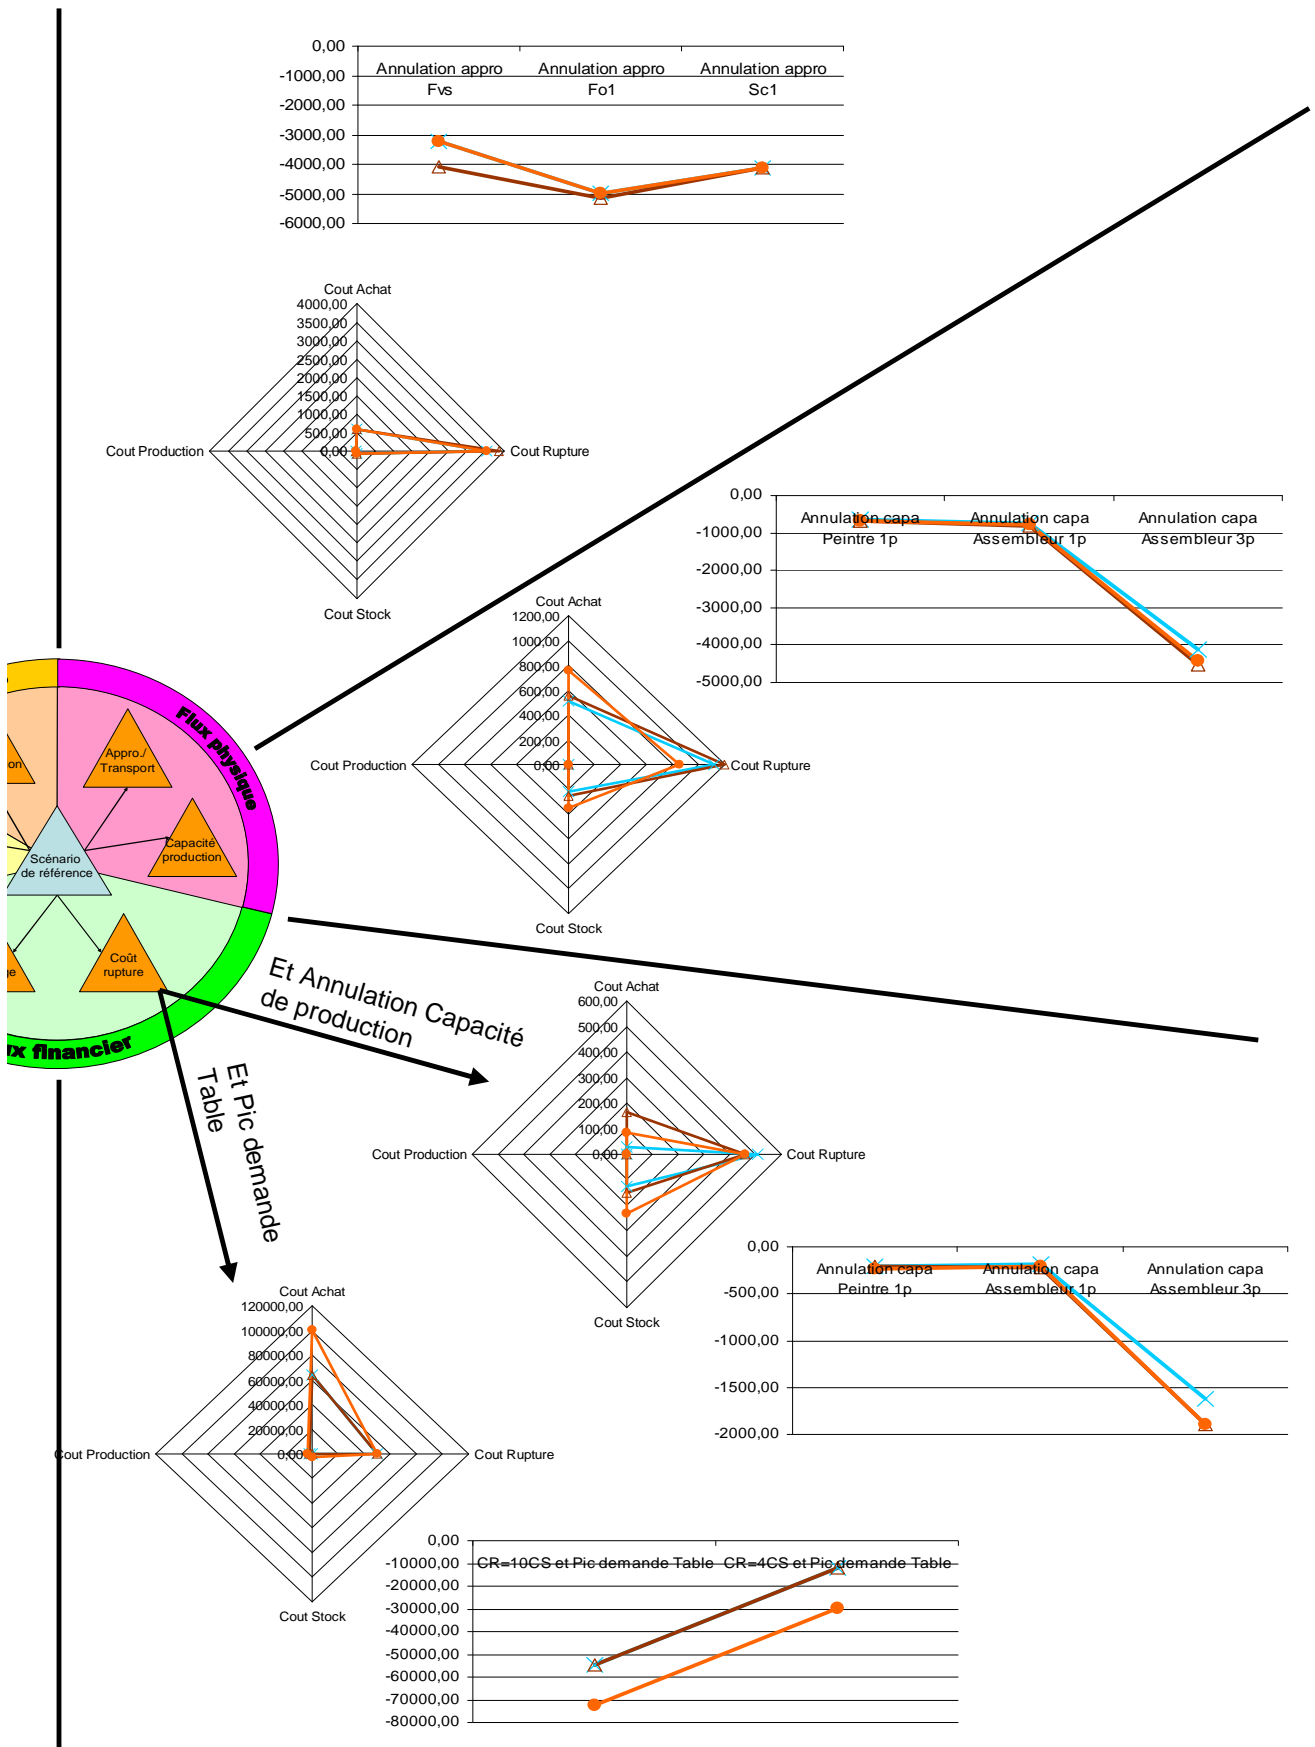 0,00
-1000,00
-2000,00
-3000,00
-4000,00
-5000,00
-6000,00
Annulation appro
Fvs
Annulation appro
Fo1
Annulation appro
Sc1
Cout Achat
4000,00
3500,00
3000,00
2500,00
2000,00
1500,00
1000,00
500,00
0,00
Cout Production
Cout Rupture
Cout Stock
0,00
-1000,00
-2000,00
-3000,00
-4000,00
-5000,00
Annulation capa
Peintre 1p
Annulation capa
Assembleur 1p
Annulation capa
Assembleur 3p
Cout Achat
1200,00
1000,00
800,00
600,00
400,00
200,00
0,00
Cout Production
Cout Rupture
Cout Stock
Flux physique
Appro./
Transport
Capacité
production
Scénario
de référence
on
Coût
rupture
ge
ux financier
Et Annulation Capacité
de production
Et Pic demande
Table
Cout Achat
600,00
500,00
400,00
300,00
200,00
100,00
0,00
Cout Production
Cout Rupture
Cout Stock
0,00
-500,00
-1000,00
-1500,00
-2000,00
Annulation capa
Peintre 1p
Annulation capa
Assembleur 1p
Annulation capa
Assembleur 3p
Cout Achat
120000,00
100000,00
80000,00
60000,00
40000,00
20000,00
0,00
Cout Production
Cout Rupture
Cout Stock
0,00
-10000,00
-20000,00
-30000,00
-40000,00
-50000,00
-60000,00
-70000,00
-80000,00
CR=10CS et Pic demande Table
CR=4CS et Pic demande Table